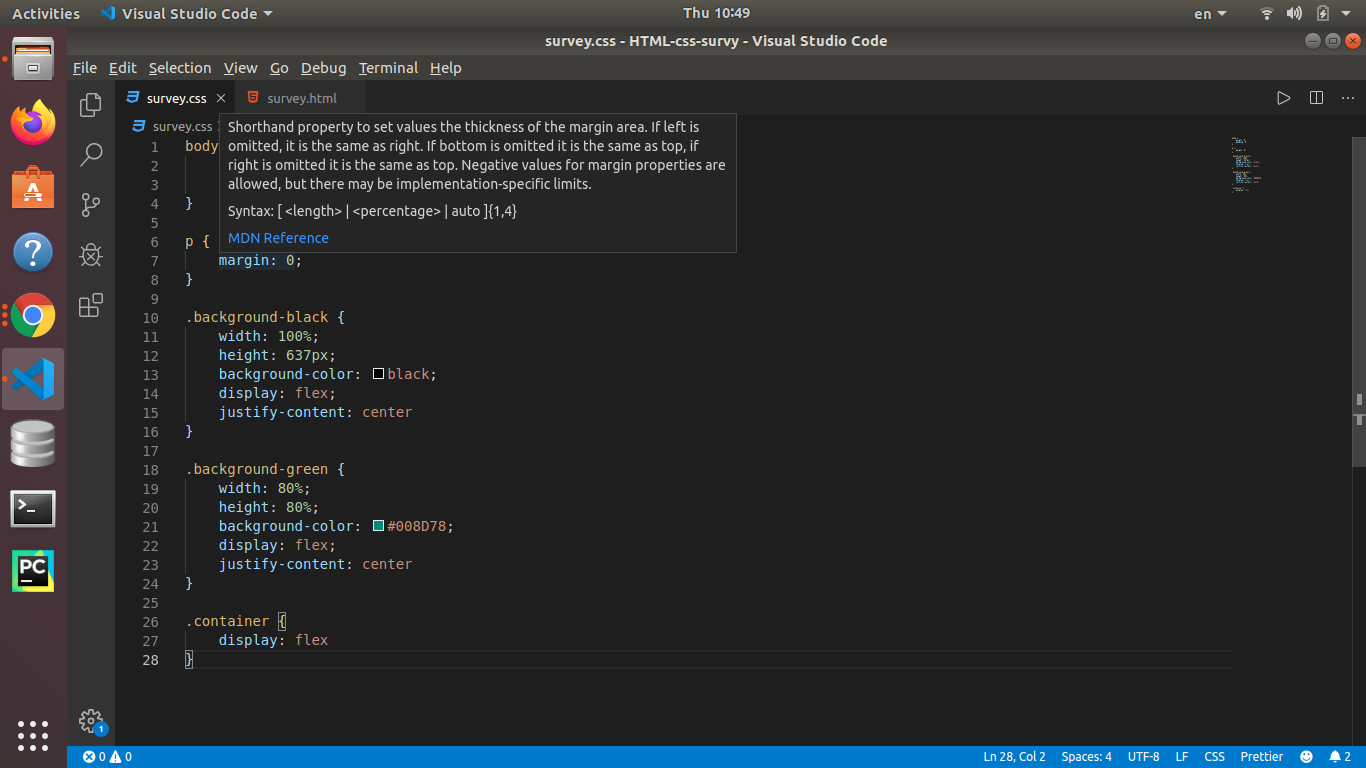 Activities Visual Studio Code Thu 10:49 en
survey.css - HTML-css-survy - Visual Studio Code
File Edit Selection View Go Debug Terminal Help
survey.css survey.html
survey.css
Shorthand property to set values the thickness of the margin area. If left is
omitted, it is the same as right. If bottom is omitted it is the same as top, if
right is omitted it is the same as top. Negative values for margin properties are
allowed, but there may be implementation-specific limits.
Syntax: [ <length> | <percentage> | auto ]{1,4}
MDN Reference
1 body
2
3
4 }
5
6 p {
7 margin: 0;
8 }
9
10 .background-black {
11 width: 100%;
12 height: 637px;
13 background-color: black;
14 display: flex;
15 justify-content: center
16 }
17
18 .background-green {
19 width: 80%;
20 height: 80%;
21 background-color: #008D78;
22 display: flex;
23 justify-content: center
24 }
25
26 .container {
27 display: flex
28 }
PC
1
0 0 Ln 28, Col 2 Spaces: 4 UTF-8 LF CSS Prettier 2